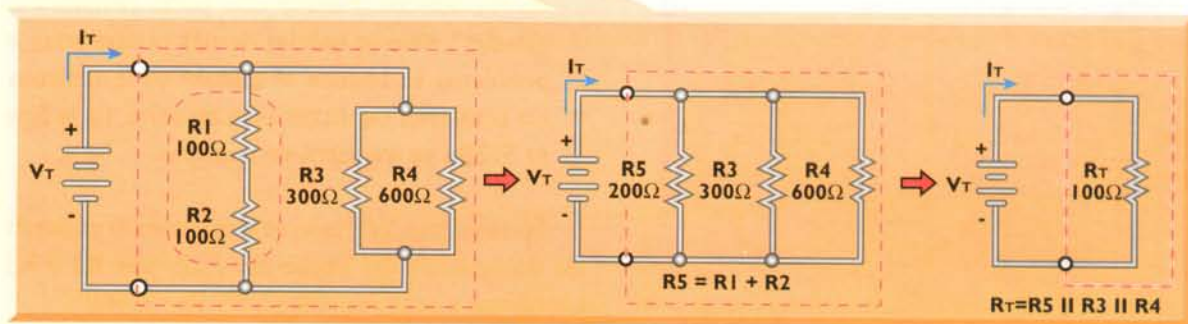 IT
+
VT
-
R1
100Ω
R2
100Ω
R3
300Ω
R4
600Ω
IT
+
VT
-
R5
200Ω
R3
300Ω
R4
600Ω
R5 = R1 + R2
IT
+
VT
-
RT
100Ω
RT=R5 II R3 II R4